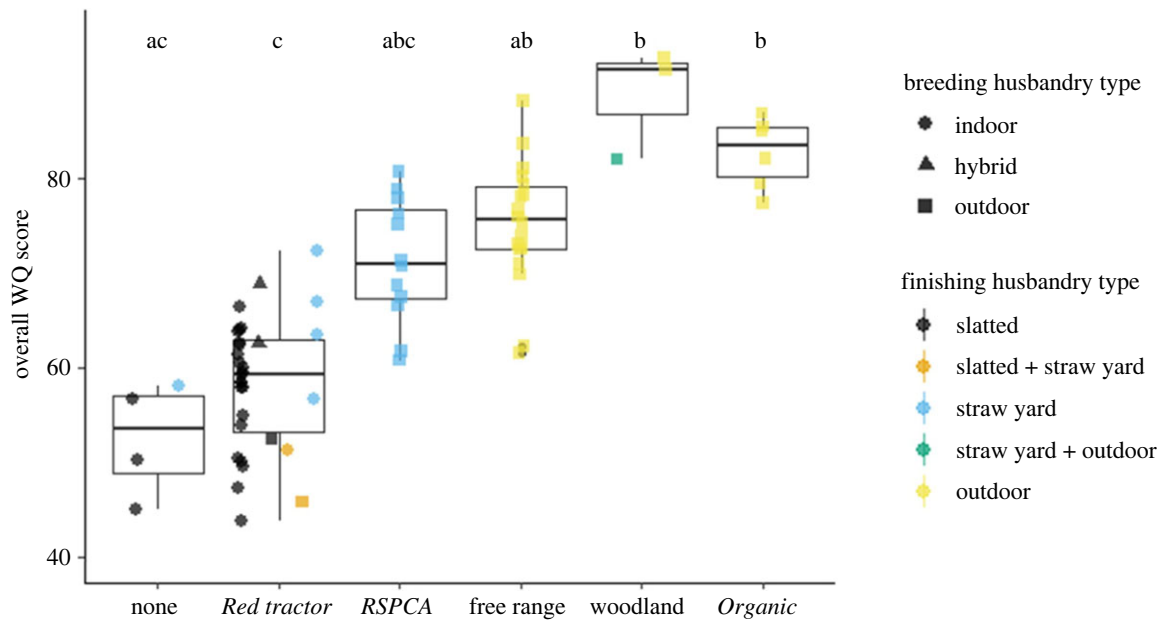 ac c abc ab b b
overall WQ score
80
60
40
none Red tractor RSPCA free range woodland Organic
breeding husbandry type
indoor
hybrid
outdoor
finishing husbandry type
slatted
slatted + straw yard
straw yard
straw yard + outdoor
outdoor